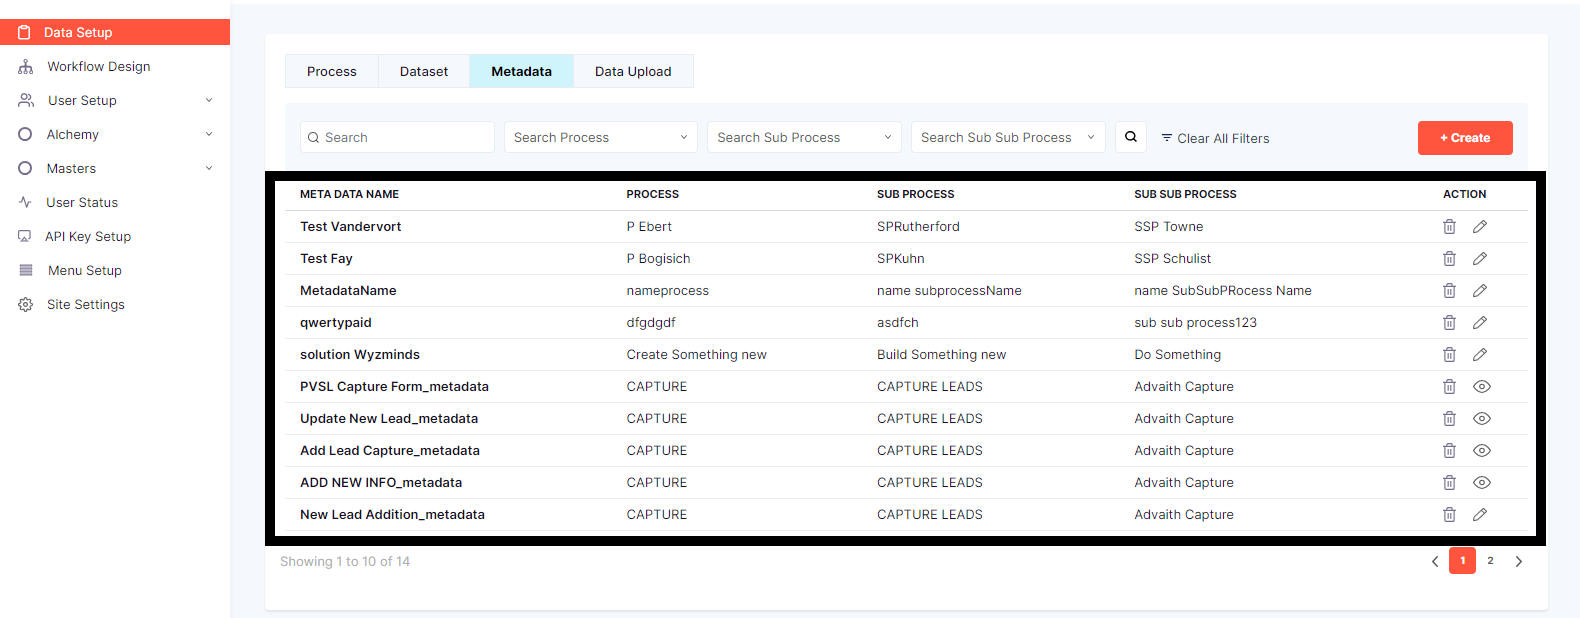 Data Setup
Workflow Design
User Setup
Alchemy
Masters
User Status
API Key Setup
Menu Setup
Site Settings
Process Dataset Metadata Data Upload
Search Search Process Search Sub Process Search Sub Sub Process Clear All Filters + Create
META DATA NAME PROCESS SUB PROCESS SUB SUB PROCESS ACTION
Test Vandervort P Ebert SPRutherford SSP Towne
Test Fay P Bogisich SPKuhn SSP Schulist
MetadataName nameprocess name subprocessName name SubSubPRocess Name
qwertypaid dfgdgdf asdfch sub sub process123
solution Wyzminds Create Something new Build Something new Do Something
PVSL Capture Form_metadata CAPTURE CAPTURE LEADS Advaith Capture
Update New Lead_metadata CAPTURE CAPTURE LEADS Advaith Capture
Add Lead Capture_metadata CAPTURE CAPTURE LEADS Advaith Capture
ADD NEW INFO_metadata CAPTURE CAPTURE LEADS Advaith Capture
New Lead Addition_metadata CAPTURE CAPTURE LEADS Advaith Capture
Showing 1 to 10 of 14 1 2